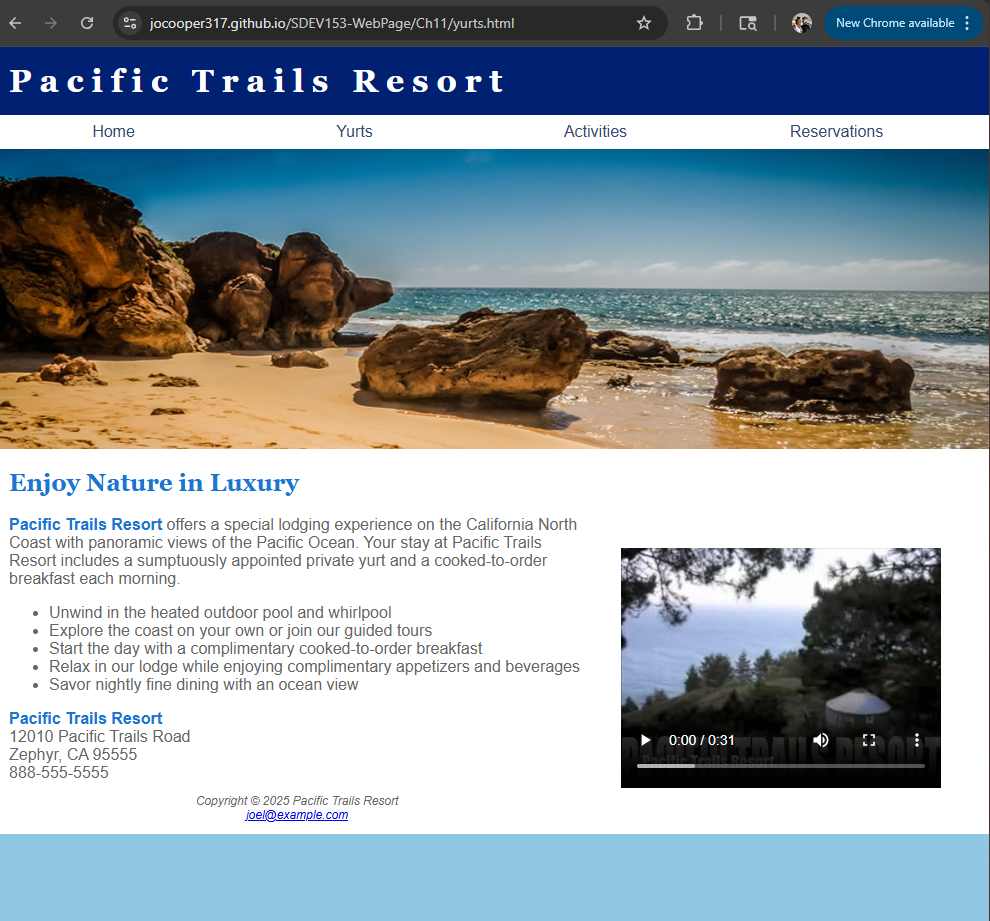 jocooper317.github.io/SDEV153-WebPage/Ch11/yurts.html
New Chrome available
Pacific Trails Resort
Home Yurts Activities Reservations
Enjoy Nature in Luxury
Pacific Trails Resort offers a special lodging experience on the California North
Coast with panoramic views of the Pacific Ocean. Your stay at Pacific Trails
Resort includes a sumptuously appointed private yurt and a cooked-to-order
breakfast each morning.
• Unwind in the heated outdoor pool and whirlpool
• Explore the coast on your own or join our guided tours
• Start the day with a complimentary cooked-to-order breakfast
• Relax in our lodge while enjoying complimentary appetizers and beverages
• Savor nightly fine dining with an ocean view
Pacific Trails Resort
12010 Pacific Trails Road
Zephyr, CA 95555
888-555-5555
0:00 / 0:31
PACIFIC TRAILS RESORT
Pacific Trails Resort
Copyright © 2025 Pacific Trails Resort
joel@example.com